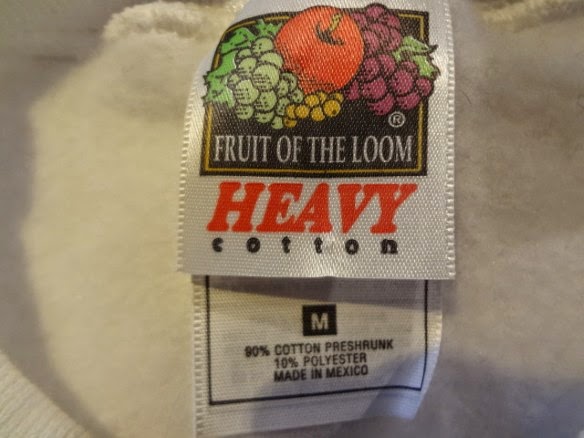 ®
FRUIT OF THE LOOM
HEAVY
cotton
M
90% COTTON PRESHRUNK
10% POLYESTER
MADE IN MEXICO